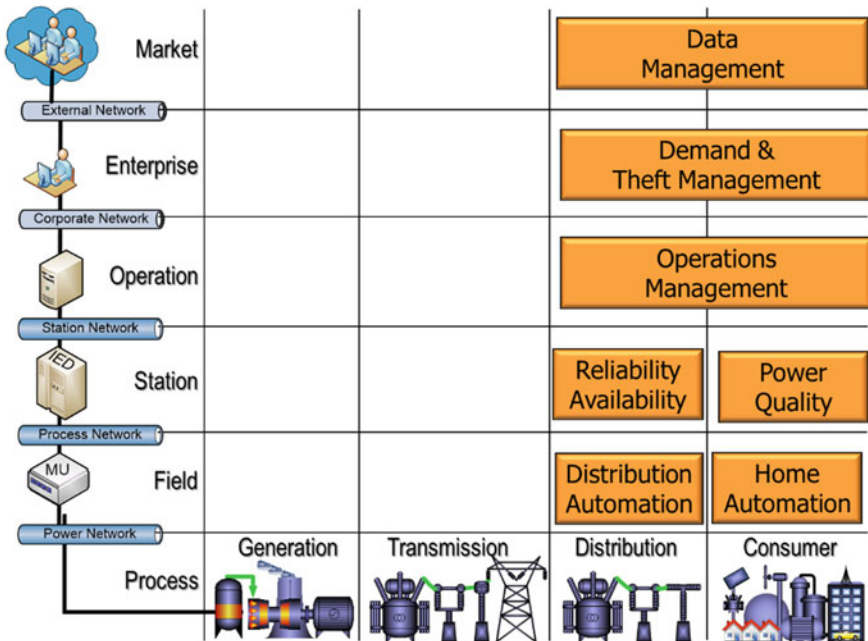 Market
Data
Management
External Network
Enterprise
Demand &
Theft Management
Corporate Network
Operation
Operations
Management
Station Network
IED
Station
Reliability
Availability
Power
Quality
Process Network
MU
Field
Distribution
Automation
Home
Automation
Power Network
Generation
Transmission
Distribution
Consumer
Process